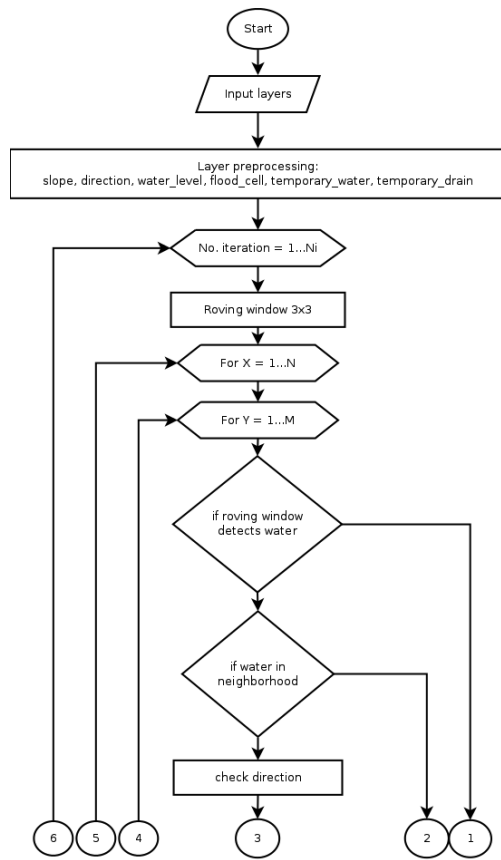 Start
Input layers
Layer preprocessing:
slope, direction, water_level, flood_cell, temporary_water, temporary_drain
No. iteration = 1...Ni
Roving window 3x3
For X = 1...N
For Y = 1...M
if roving window
detects water
if water in
neighborhood
check direction
6 5 4 3 2 1